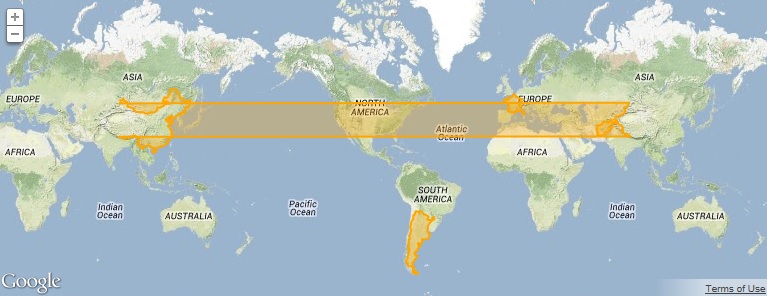 +
−
ASIA
NORTH
AMERICA
EUROPE
ASIA
EUROPE
Atlantic
Ocean
AFRICA
AFRICA
SOUTH
AMERICA
Indian
Ocean
AUSTRALIA
Pacific
Ocean
Indian
Ocean
AUSTRALIA
Google
Terms of Use